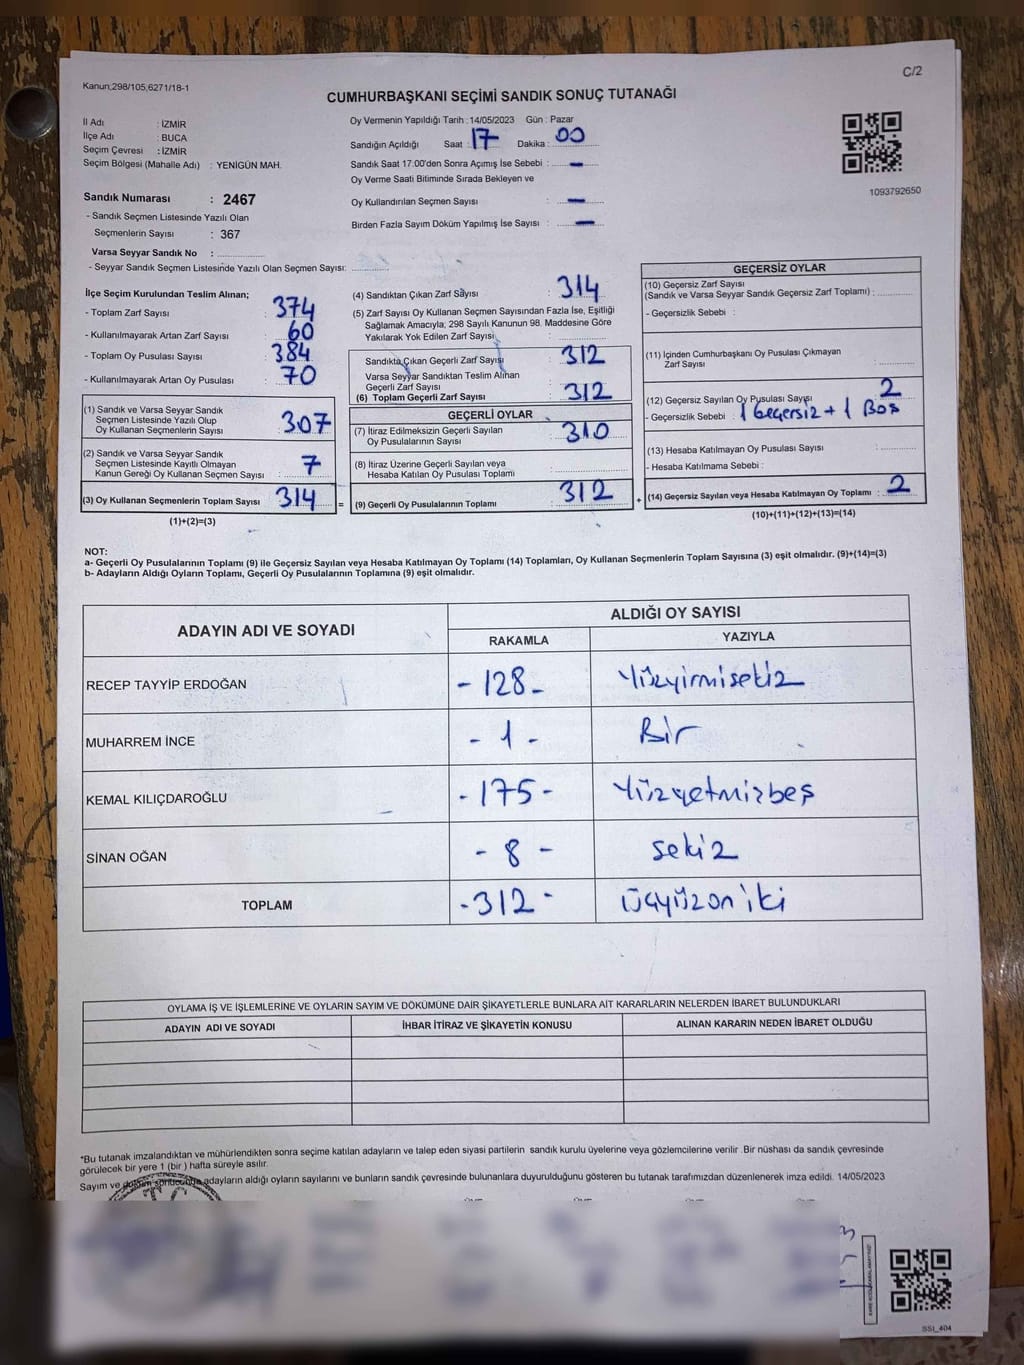 C/2
Kanun;298/105,6271/18-1
CUMHURBAŞKANI SEÇİMİ SANDIK SONUÇ TUTANAĞI
İl Adı : İZMİR
İlçe Adı : BUCA
Seçim Çevresi : İZMİR
Seçim Bölgesi (Mahalle Adı) : YENİGÜN MAH.
Oy Vermenin Yapıldığı Tarih :14/05/2023 Gün : Pazar
Sandığın Açıldığı Saat : 17 Dakika : 00
Sandık Saat 17:00'den Sonra Açımış İse Sebebi : -
Oy Verme Saati Bitiminde Sırada Bekleyen ve
Oy Kullandırılan Seçmen Sayısı : -
Birden Fazla Sayım Döküm Yapılmış İse Sayısı : -
1093792650
Sandık Numarası : 2467
- Sandık Seçmen Listesinde Yazılı Olan
Seçmenlerin Sayısı : 367
Varsa Seyyar Sandık No :
- Seyyar Sandık Seçmen Listesinde Yazılı Olan Seçmen Sayısı:
İlçe Seçim Kurulundan Teslim Alınan;
- Toplam Zarf Sayısı : 374
- Kullanılmayarak Artan Zarf Sayısı : 60
- Toplam Oy Pusulası Sayısı : 384
- Kullanılmayarak Artan Oy Pusulası : 70
(1) Sandık ve Varsa Seyyar Sandık
Seçmen Listesinde Yazılı Olup
Oy Kullanan Seçmenlerin Sayısı : 307
(2) Sandık ve Varsa Seyyar Sandık
Seçmen Listesinde Kayıtlı Olmayan
Kanun Gereği Oy Kullanan Seçmen Sayısı : 7
(3) Oy Kullanan Seçmenlerin Toplam Sayısı : 314 =
(1)+(2)=(3)
(4) Sandıktan Çıkan Zarf Sayısı : 314
(5) Zarf Sayısı Oy Kullanan Seçmen Sayısından Fazla İse, Eşitliği
Sağlamak Amacıyla; 298 Sayılı Kanunun 98. Maddesine Göre
Yakılarak Yok Edilen Zarf Sayısı :
Sandıkta Çıkan Geçerli Zarf Sayısı : 312
Varsa Seyyar Sandıktan Teslim Alınan
Geçerli Zarf Sayısı
(6) Toplam Geçerli Zarf Sayısı : 312
GEÇERLİ OYLAR
(7) İtiraz Edilmeksizin Geçerli Sayılan
Oy Pusulalarının Sayısı : 310
(8) İtiraz Üzerine Geçerli Sayılan veya
Hesaba Katılan Oy Pusulası Toplamı :
(9) Geçerli Oy Pusulalarının Toplamı : 312 +
GEÇERSİZ OYLAR
(10) Geçersiz Zarf Sayısı
(Sandık ve Varsa Seyyar Sandık Geçersiz Zarf Toplamı) :
- Geçersizlik Sebebi :
(11) İçinden Cumhurbaşkanı Oy Pusulası Çıkmayan
Zarf Sayısı :
(12) Geçersiz Sayılan Oy Pusulası Sayısı : 2
- Geçersizlik Sebebi : 1 Geçersiz + 1 Boş
(13) Hesaba Katılmayan Oy Pusulası Sayısı :
- Hesaba Katılmama Sebebi :
(14) Geçersiz Sayılan veya Hesaba Katılmayan Oy Toplamı : 2
(10)+(11)+(12)+(13)=(14)
NOT:
a- Geçerli Oy Pusulalarının Toplamı (9) ile Geçersiz Sayılan veya Hesaba Katılmayan Oy Toplamı (14) Toplamları, Oy Kullanan Seçmenlerin Toplam Sayısına (3) eşit olmalıdır. (9)+(14)=(3)
b- Adayların Aldığı Oyların Toplamı, Geçerli Oy Pusulalarının Toplamına (9) eşit olmalıdır.
ADAYIN ADI VE SOYADI
ALDIĞI OY SAYISI
RAKAMLA YAZIYLA
RECEP TAYYİP ERDOĞAN - 128 - Yüzyirmisekiz
MUHARREM İNCE - 1 - Bir
KEMAL KILIÇDAROĞLU - 175 - Yüzyetmişbeş
SİNAN OĞAN - 8 - Sekiz
TOPLAM - 312 - üçyüzoniki
OYLAMA İŞ VE İŞLEMLERİNE VE OYLARIN SAYIM VE DÖKÜMÜNE DAİR ŞİKAYETLERLE BUNLARA AİT KARARLARIN NELERDEN İBARET BULUNDUKLARI
ADAYIN ADI VE SOYADI İHBAR İTİRAZ VE ŞİKAYETİN KONUSU ALINAN KARARIN NEDEN İBARET OLDUĞU
*Bu tutanak imzalandıktan ve mühürlendikten sonra seçime katılan adayların ve talep eden siyasi partilerin sandık kurulu üyelerine veya gözlemcilerine verilir. Bir nüshası da sandık çevresinde
görülecek bir yere 1 (bir ) hafta süreyle asılır.
Sayım ve döküm sonucunda adayların aldığı oyların sayılarını ve bunların sandık çevresinde bulunanlara duyurulduğunu gösteren bu tutanak tarafımızdan düzenlenerek imza edildi. 14/05/2023
T.C.
SSI_404